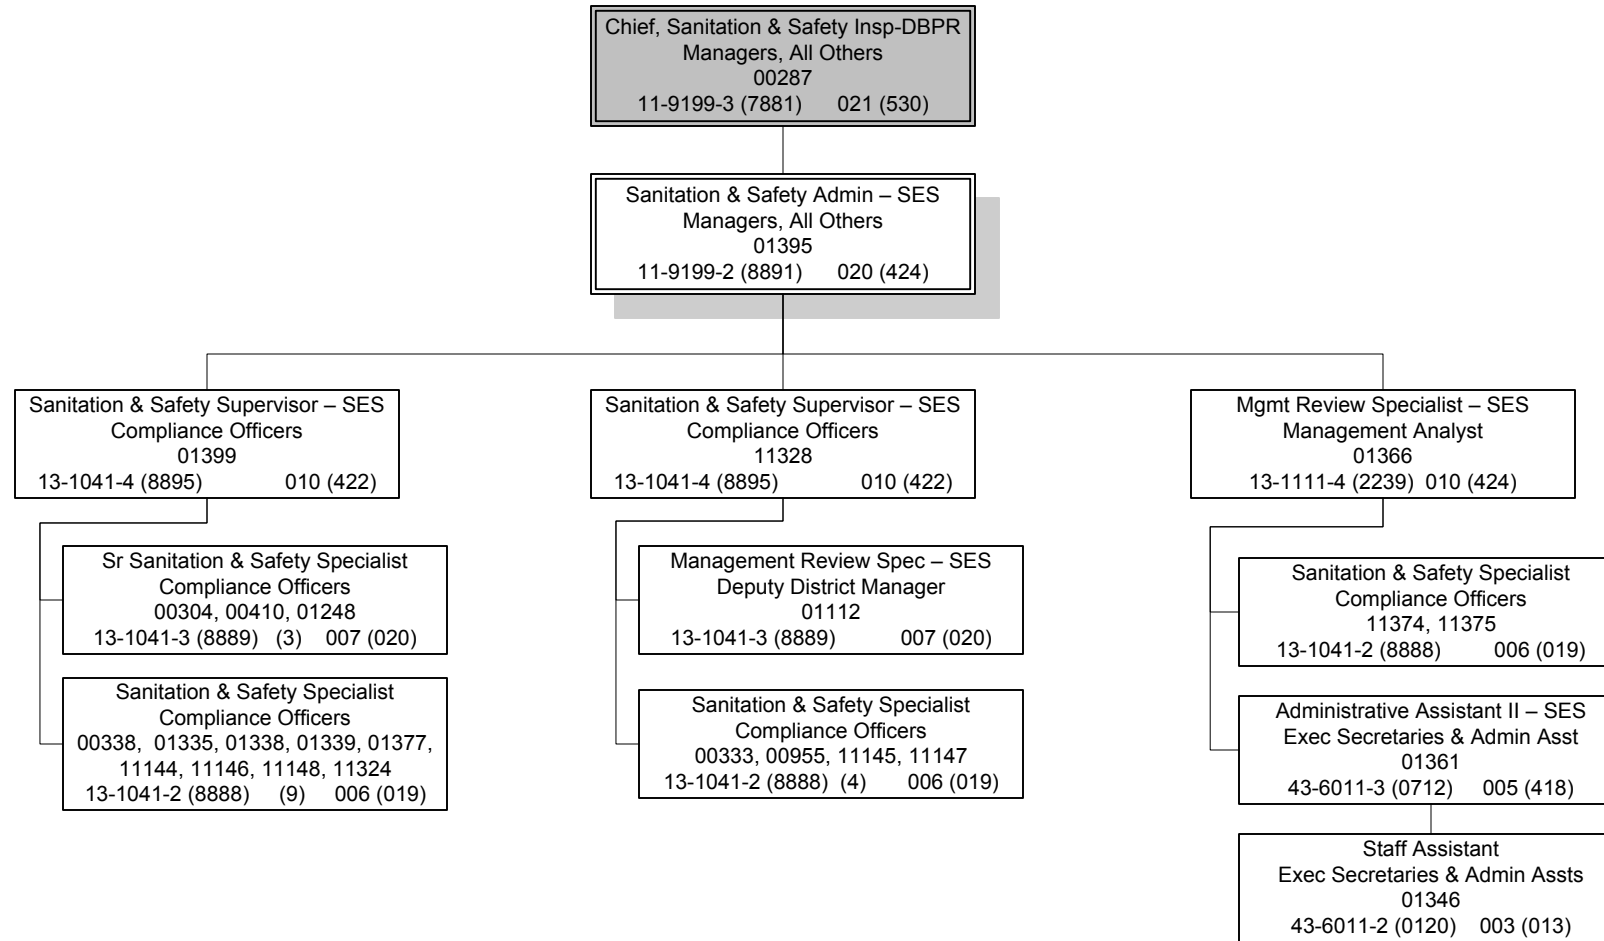 Chief, Sanitation & Safety Insp-DBPR
Managers, All Others
00287
11-9199-3 (7881) 021 (530)
Sanitation & Safety Admin – SES
Managers, All Others
01395
11-9199-2 (8891) 020 (424)
Sanitation & Safety Supervisor – SES
Compliance Officers
01399
13-1041-4 (8895) 010 (422)
Sr Sanitation & Safety Specialist
Compliance Officers
00304, 00410, 01248
13-1041-3 (8889) (3) 007 (020)
Sanitation & Safety Specialist
Compliance Officers
00338, 01335, 01338, 01339, 01377,
11144, 11146, 11148, 11324
13-1041-2 (8888) (9) 006 (019)
Sanitation & Safety Supervisor – SES
Compliance Officers
11328
13-1041-4 (8895) 010 (422)
Management Review Spec – SES
Deputy District Manager
01112
13-1041-3 (8889) 007 (020)
Sanitation & Safety Specialist
Compliance Officers
00333, 00955, 11145, 11147
13-1041-2 (8888) (4) 006 (019)
Mgmt Review Specialist – SES
Management Analyst
01366
13-1111-4 (2239) 010 (424)
Sanitation & Safety Specialist
Compliance Officers
11374, 11375
13-1041-2 (8888) 006 (019)
Administrative Assistant II – SES
Exec Secretaries & Admin Asst
01361
43-6011-3 (0712) 005 (418)
Staff Assistant
Exec Secretaries & Admin Assts
01346
43-6011-2 (0120) 003 (013)